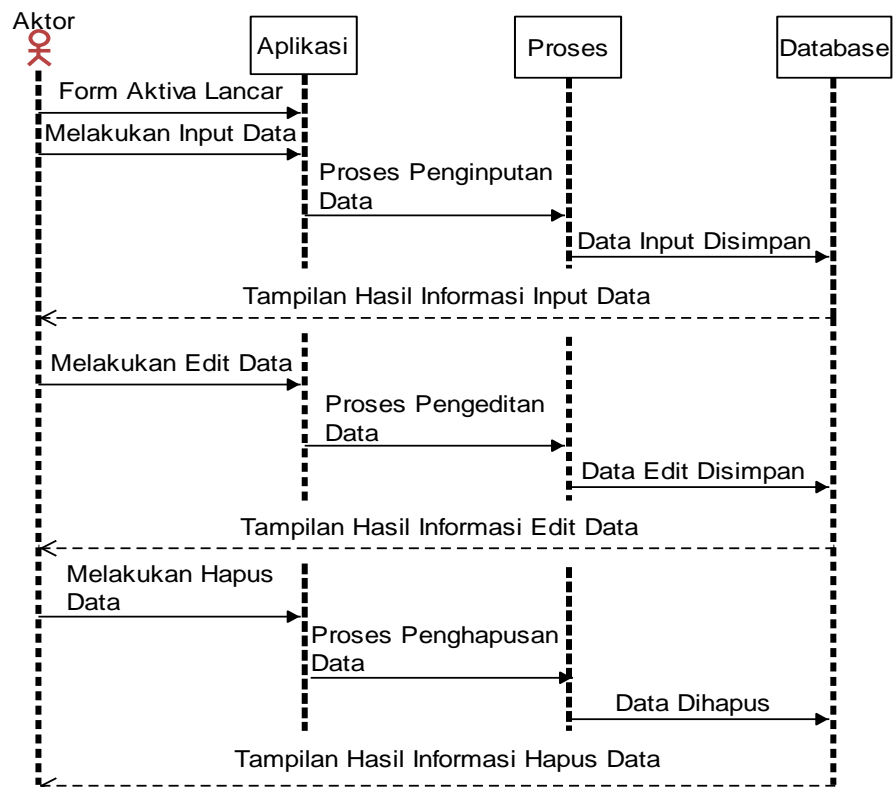 Aktor
Aplikasi
Proses
Database
Form Aktiva Lancar
Melakukan Input Data
Proses Penginputan
Data
Data Input Disimpan
Tampilan Hasil Informasi Input Data
Melakukan Edit Data
Proses Pengeditan
Data
Data Edit Disimpan
Tampilan Hasil Informasi Edit Data
Melakukan Hapus
Data
Proses Penghapusan
Data
Data Dihapus
Tampilan Hasil Informasi Hapus Data